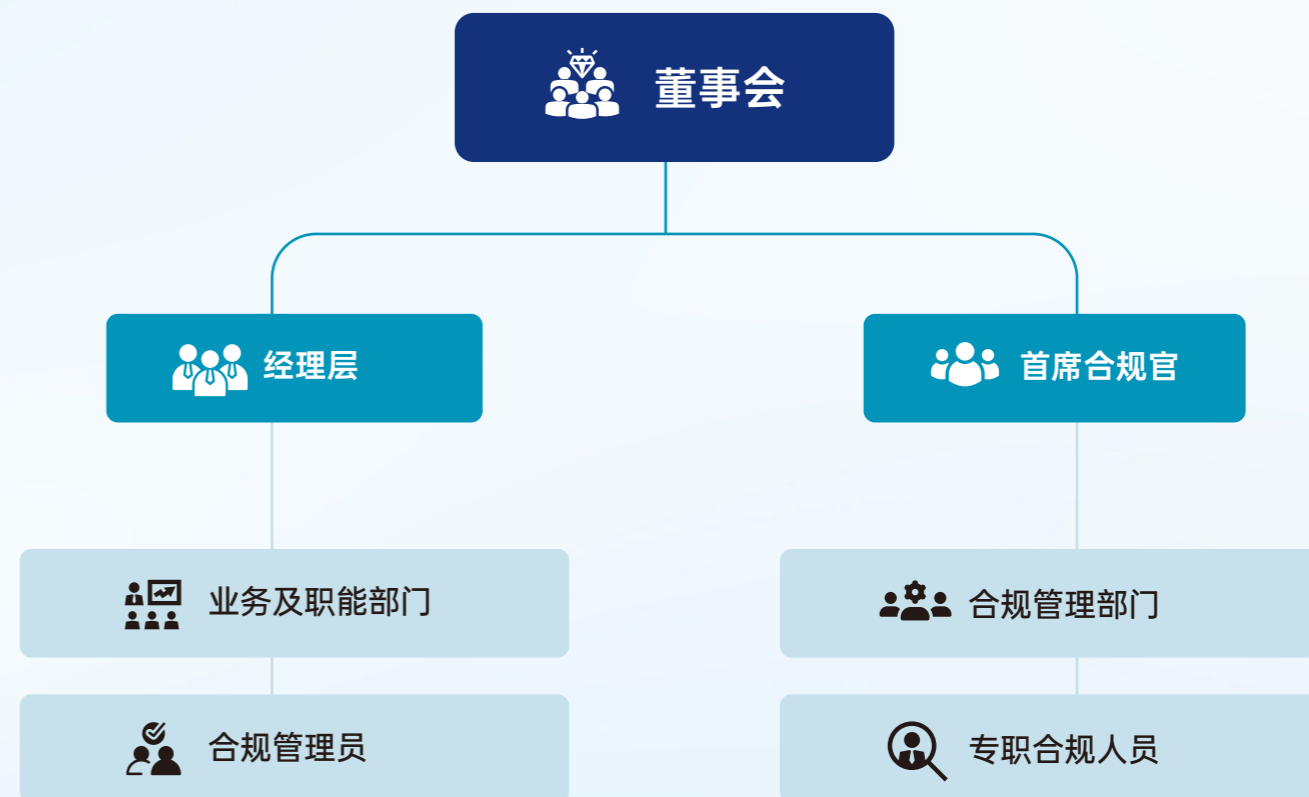 董事会
经理层
首席合规官
业务及职能部门
合规管理部门
合规管理员
专职合规人员